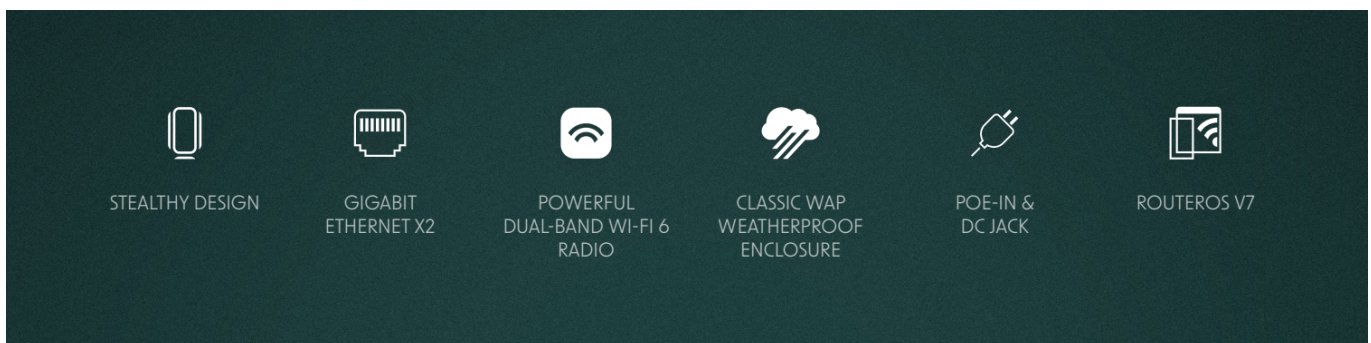 STEALTHY DESIGN
GIGABIT
ETHERNET X2
POWERFUL
DUAL-BAND WI-FI 6
RADIO
CLASSIC WAP
WEATHERPROOF
ENCLOSURE
POE-IN &
DC JACK
ROUTEROS V7